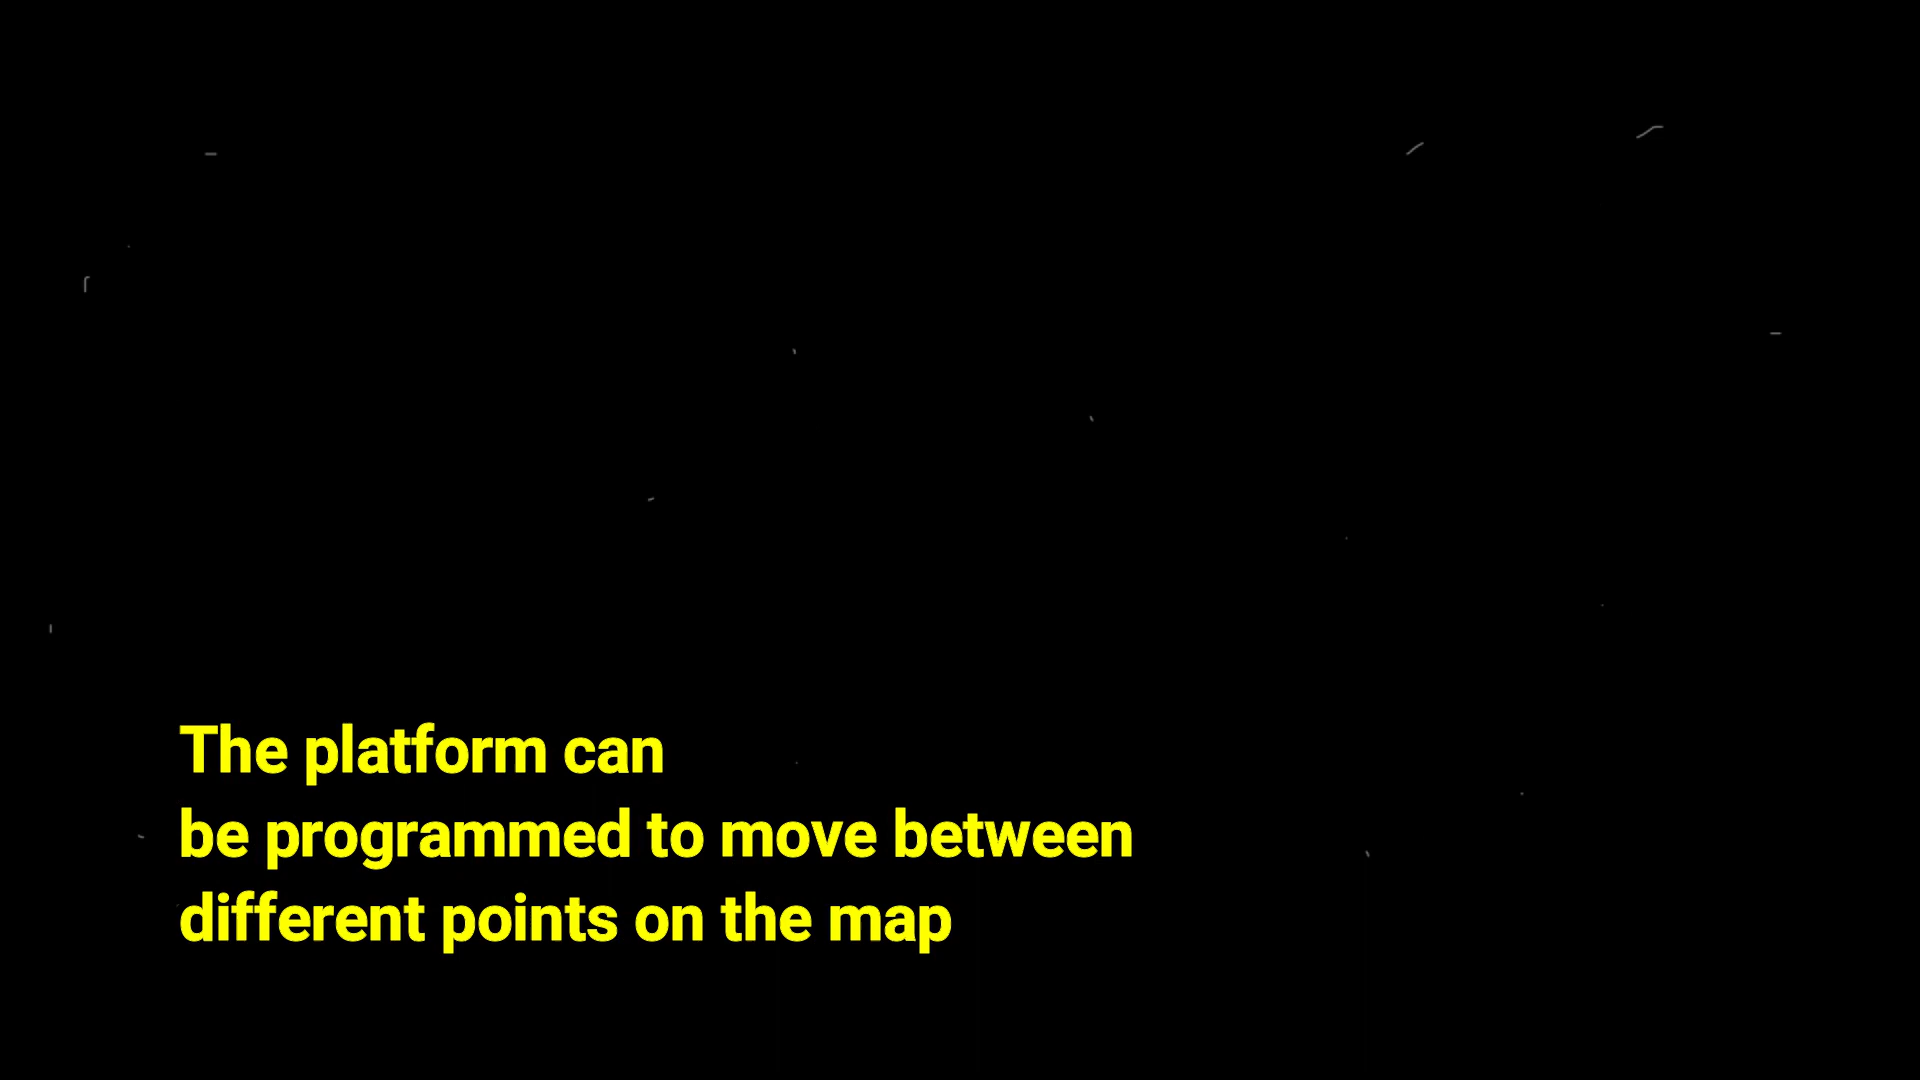 The platform can
be programmed to move between
different points on the map